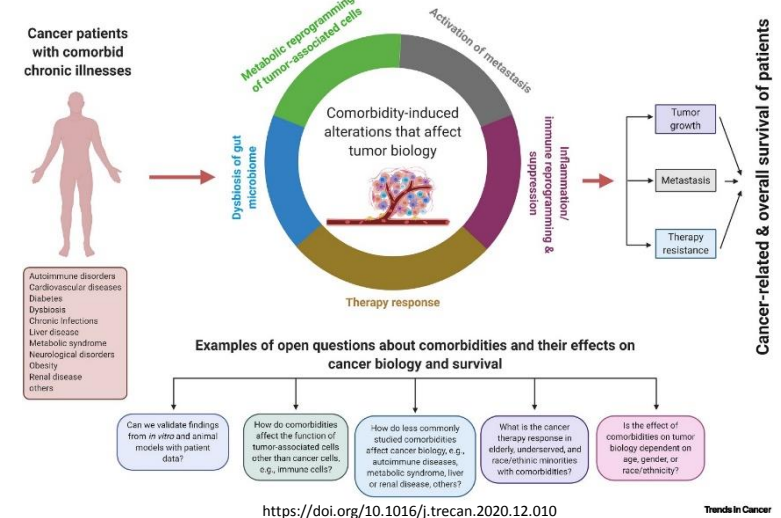 Cancer patients
with comorbid
chronic illnesses
Autoimmune disorders
Cardiovascular diseases
Diabetes
Dysbiosis
Chronic Infections
Liver disease
Metabolic syndrome
Neurological disorders
Obesity
Renal disease
others
Metabolic reprogramming
of tumor-associated cells
Activation of metastasis
Dysbiosis of gut
microbiome
Comorbidity-induced
alterations that affect
tumor biology
Inflammation/
immune reprogramming &
suppression
Therapy response
Tumor
growth
Metastasis
Therapy
resistance
Cancer-related & overall survival of patients
Examples of open questions about comorbidities and their effects on
cancer biology and survival
Can we validate findings
from in vitro and animal
models with patient
data?
How do comorbidities
affect the function of
tumor-associated cells
other than cancer cells,
e.g., immune cells?
How do less commonly
studied comorbidities
affect cancer biology, e.g.,
autoimmune diseases,
metabolic syndrome, liver
or renal disease, others?
What is the cancer
therapy response in
elderly, underserved, and
race/ethinic minorities
with comorbidities?
Is the effect of
comorbidities on tumor
biology dependent on
age, gender, or
race/ethnicity?
https://doi.org/10.1016/j.trecan.2020.12.010
Trends in Cancer